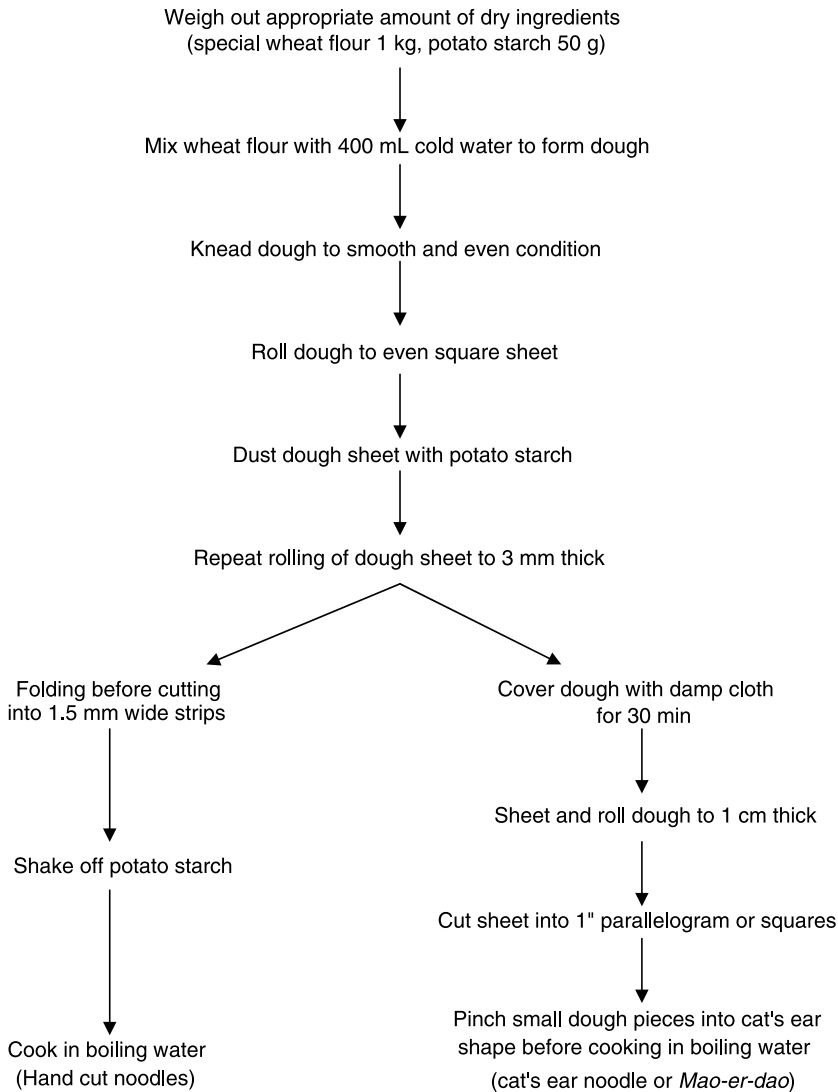 Weigh out appropriate amount of dry ingredients
(special wheat flour 1 kg, potato starch 50 g)
Mix wheat flour with 400 mL cold water to form dough
Knead dough to smooth and even condition
Roll dough to even square sheet
Dust dough sheet with potato starch
Repeat rolling of dough sheet to 3 mm thick
Folding before cutting
into 1.5 mm wide strips
Shake off potato starch
Cook in boiling water
(Hand cut noodles)
Cover dough with damp cloth
for 30 min
Sheet and roll dough to 1 cm thick
Cut sheet into 1" parallelogram or squares
Pinch small dough pieces into cat's ear
shape before cooking in boiling water
(cat's ear noodle or Mao-er-dao)